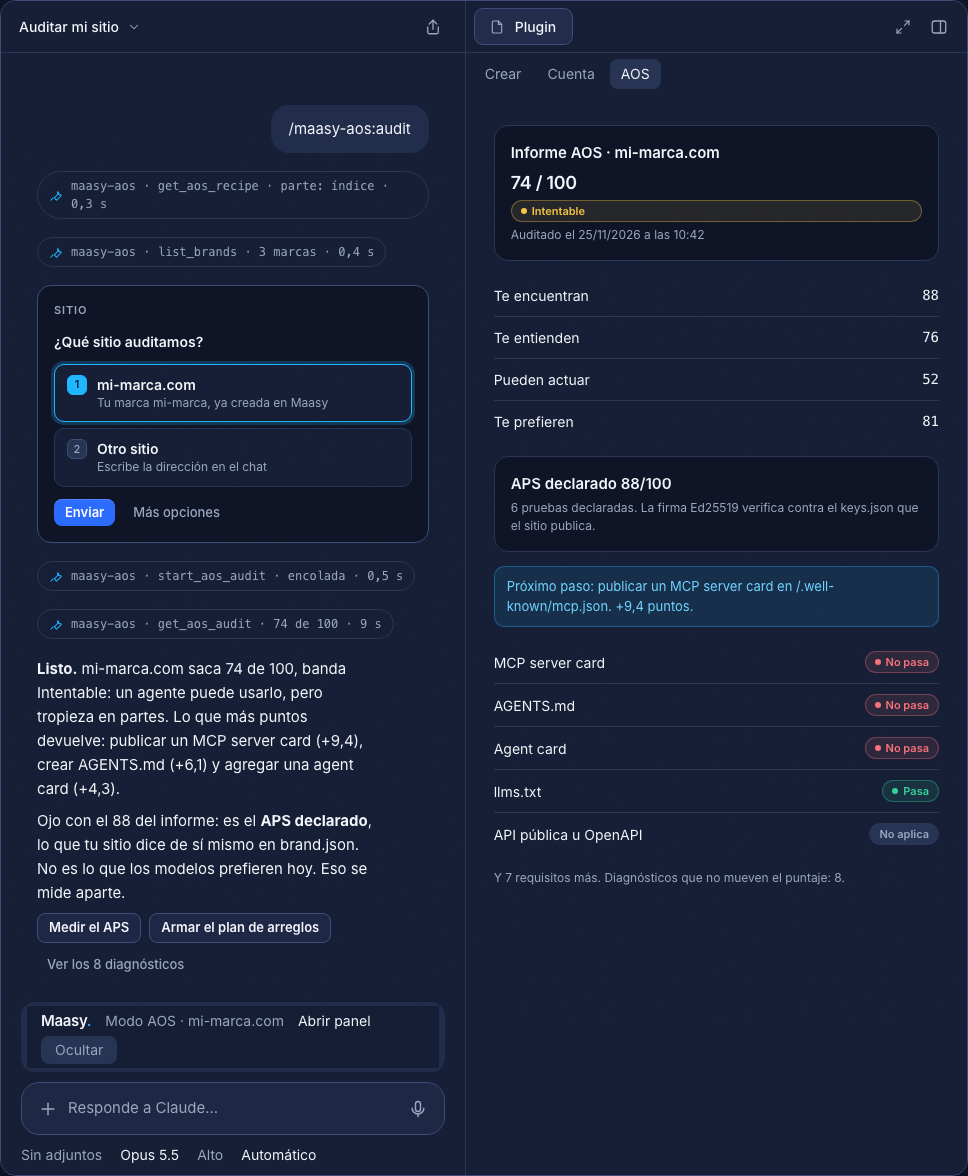 Auditar mi sitio
/maasy-aos:audit
maasy-aos · get_aos_recipe · parte: índice ·
0,3 s
maasy-aos · list_brands · 3 marcas · 0,4 s
SITIO
¿Qué sitio auditamos?
1 mi-marca.com
Tu marca mi-marca, ya creada en Maasy
2 Otro sitio
Escribe la dirección en el chat
Enviar Más opciones
maasy-aos · start_aos_audit · encolada · 0,5 s
maasy-aos · get_aos_audit · 74 de 100 · 9 s
Listo. mi-marca.com saca 74 de 100, banda
Intentable: un agente puede usarlo, pero
tropieza en partes. Lo que más puntos
devuelve: publicar un MCP server card (+9,4),
crear AGENTS.md (+6,1) y agregar una agent
card (+4,3).
Ojo con el 88 del informe: es el APS declarado,
lo que tu sitio dice de sí mismo en brand.json.
No es lo que los modelos prefieren hoy. Eso se
mide aparte.
Medir el APS Armar el plan de arreglos
Ver los 8 diagnósticos
Maasy. Modo AOS · mi-marca.com Abrir panel
Ocultar
Responde a Claude...
Sin adjuntos Opus 5.5 Alto Automático
Plugin
Crear Cuenta AOS
Informe AOS · mi-marca.com
74 / 100
Intentable
Auditado el 25/11/2026 a las 10:42
Te encuentran 88
Te entienden 76
Pueden actuar 52
Te prefieren 81
APS declarado 88/100
6 pruebas declaradas. La firma Ed25519 verifica contra el keys.json que
el sitio publica.
Próximo paso: publicar un MCP server card en /.well-
known/mcp.json. +9,4 puntos.
MCP server card No pasa
AGENTS.md No pasa
Agent card No pasa
llms.txt Pasa
API pública u OpenAPI No aplica
Y 7 requisitos más. Diagnósticos que no mueven el puntaje: 8.